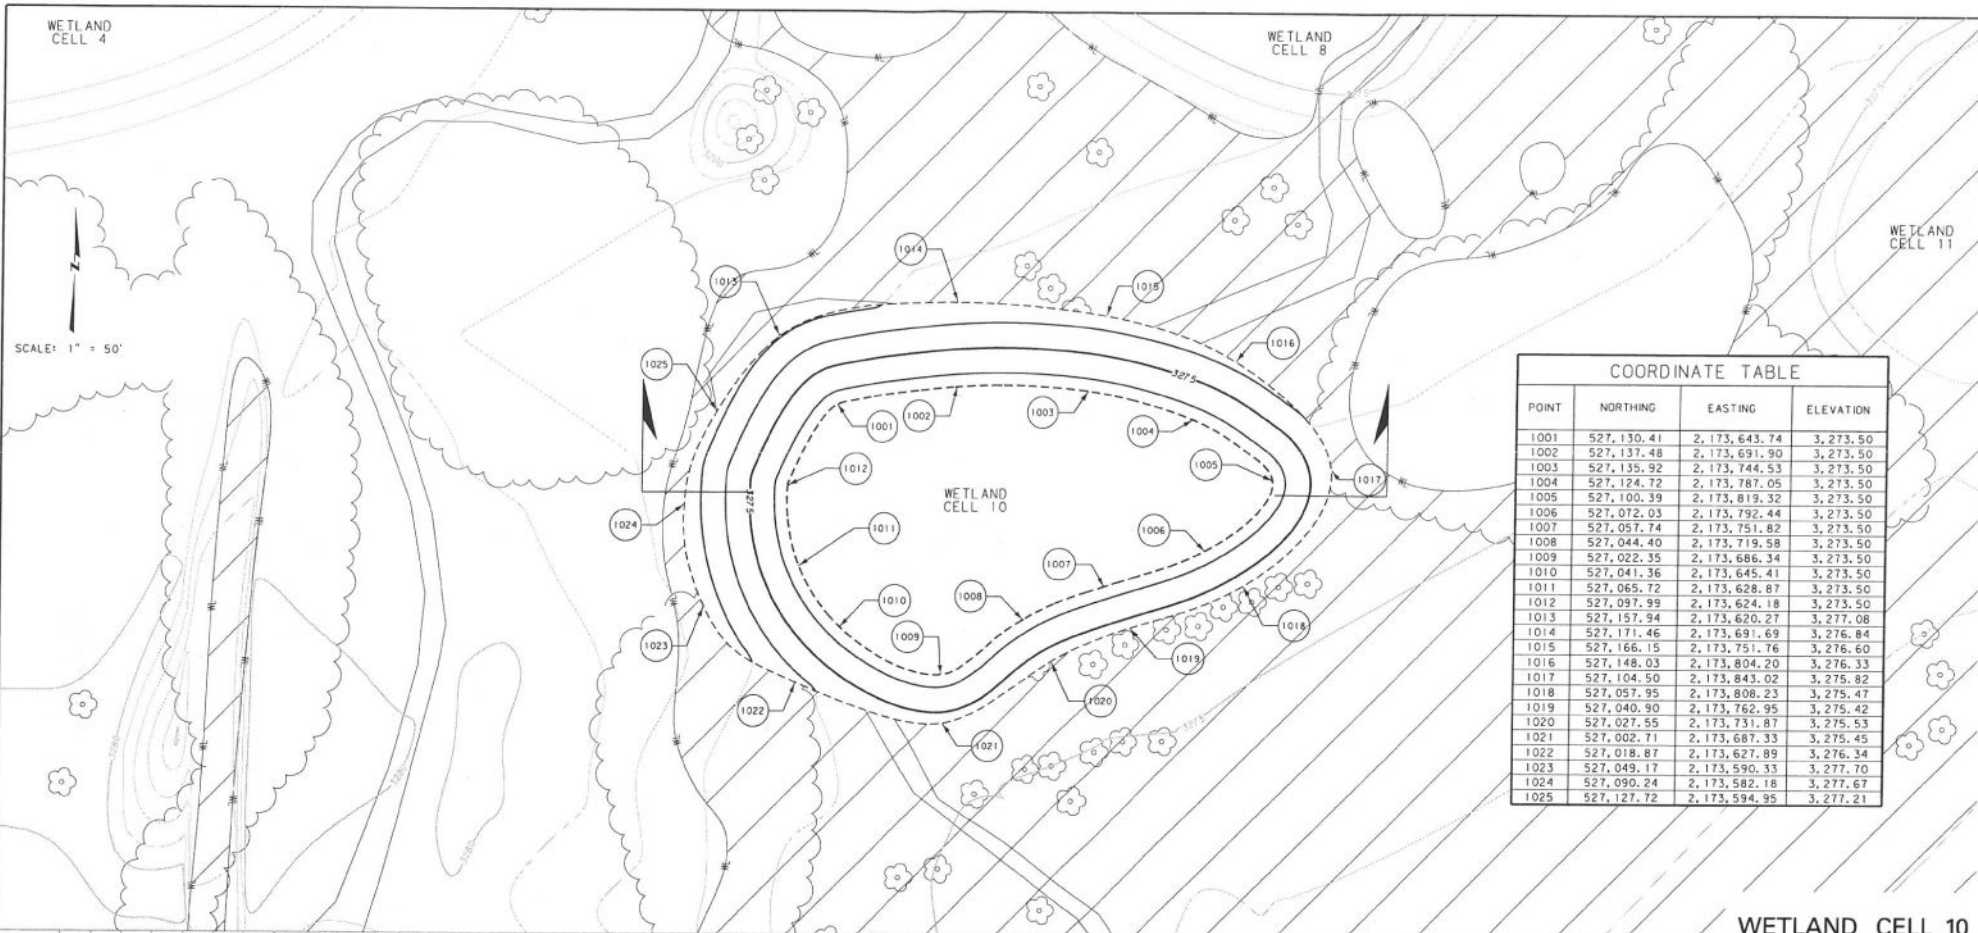 WETLAND
CELL 4
WETLAND
CELL 8
WETLAND
CELL 11
N
SCALE: 1" = 50'
1013
1014
1015
1016
1025
1001
1002
1003
1004
1005
1012
1017
1024
1011
1006
1007
1010
1008
1009
1018
1023
1019
1020
1022
1021
WETLAND
CELL 10
3275
3275
3275
3275
3280
3280
3280
COORDINATE TABLE
POINT NORTHING EASTING ELEVATION
1001 527,130.41 2,173,643.74 3,273.50
1002 527,137.48 2,173,691.90 3,273.50
1003 527,135.92 2,173,744.53 3,273.50
1004 527,124.72 2,173,787.05 3,273.50
1005 527,100.39 2,173,819.32 3,273.50
1006 527,072.03 2,173,792.44 3,273.50
1007 527,057.74 2,173,751.82 3,273.50
1008 527,044.40 2,173,719.58 3,273.50
1009 527,022.35 2,173,686.34 3,273.50
1010 527,041.36 2,173,645.41 3,273.50
1011 527,065.72 2,173,628.87 3,273.50
1012 527,097.99 2,173,624.18 3,273.50
1013 527,157.94 2,173,620.27 3,277.08
1014 527,171.46 2,173,691.69 3,276.84
1015 527,166.15 2,173,751.76 3,276.60
1016 527,148.03 2,173,804.20 3,276.33
1017 527,104.50 2,173,843.02 3,275.82
1018 527,057.95 2,173,808.23 3,275.47
1019 527,040.90 2,173,762.95 3,275.42
1020 527,027.55 2,173,731.87 3,275.53
1021 527,002.71 2,173,687.33 3,275.45
1022 527,018.87 2,173,627.89 3,276.34
1023 527,049.17 2,173,590.33 3,277.70
1024 527,090.24 2,173,582.18 3,277.67
1025 527,127.72 2,173,594.95 3,277.21
WETLAND CELL 10